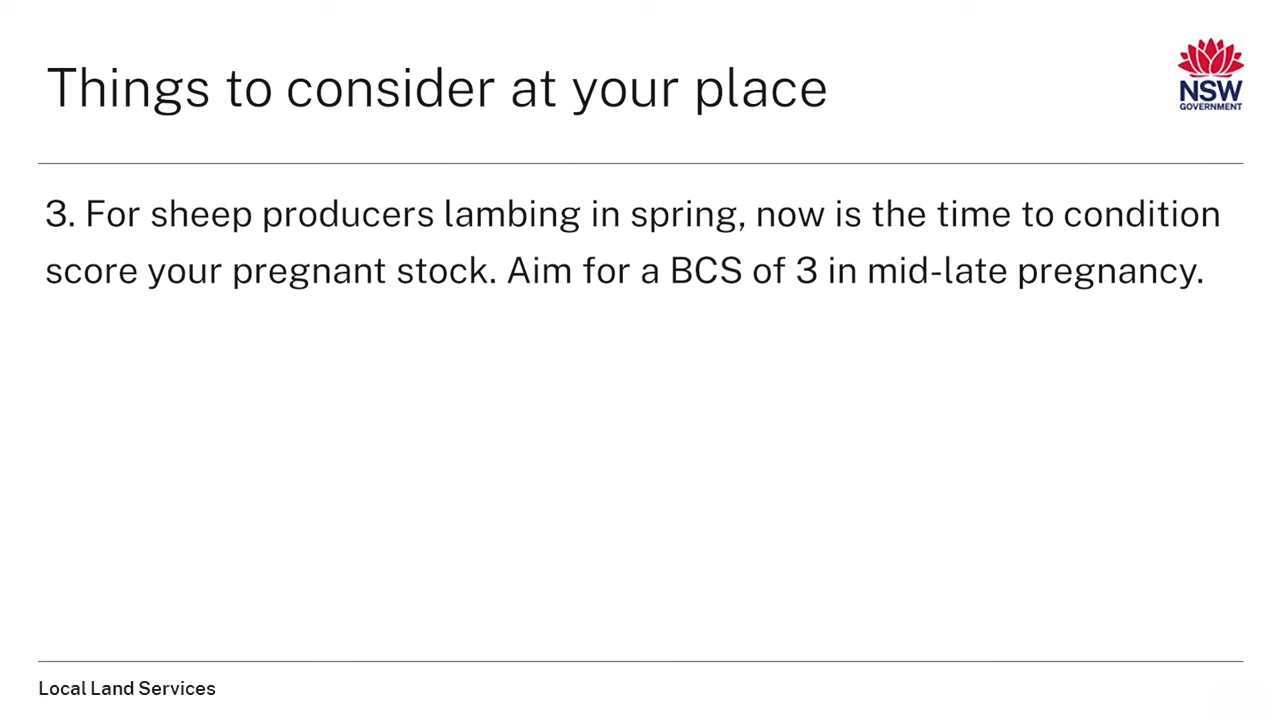 Things to consider at your place
NSW
GOVERNMENT
3. For sheep producers lambing in spring, now is the time to condition
score your pregnant stock. Aim for a BCS of 3 in mid-late pregnancy.
Local Land Services